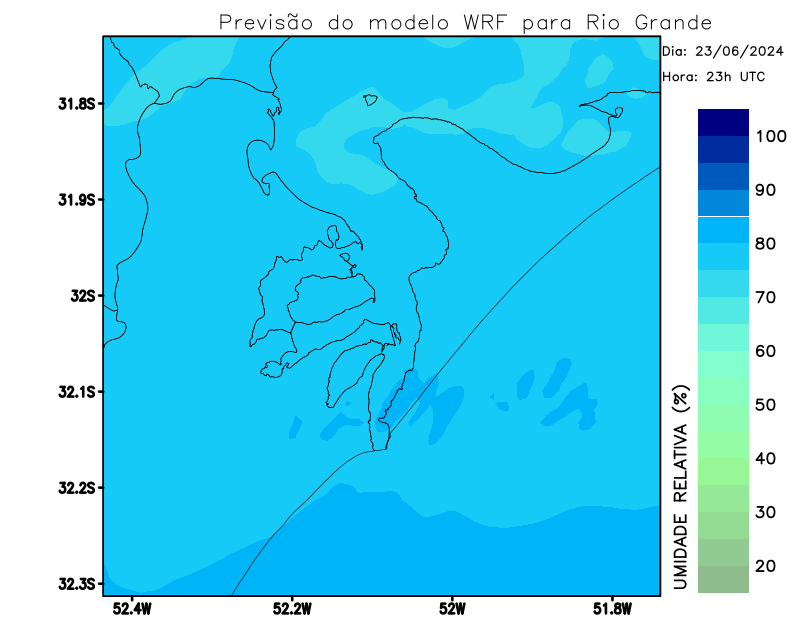 Previsão do modelo WRF para Rio Grande
Dia: 23/06/2024
Hora: 23h UTC
31.8S
31.9S
32S
32.1S
32.2S
32.3S
52.4W
52.2W
52W
51.8W
100
90
80
70
60
50
40
30
20
UMIDADE RELATIVA (%)